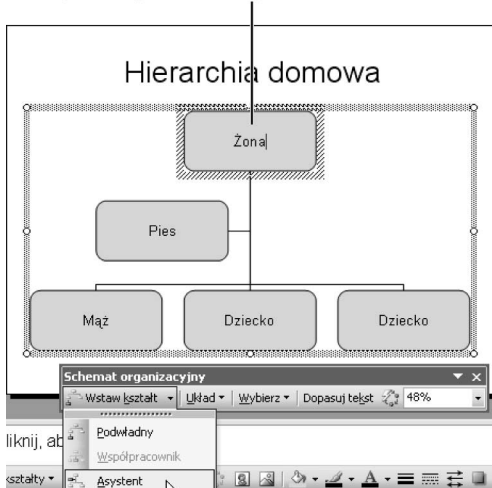 Hierarchia domowa
Żona
Pies
Mąż Dziecko Dziecko
Schemat organizacyjny
Wstaw kształt Układ Wybierz Dopasuj tekst 48%
Podwładny
liknij, ab
Współpracownik
kształty Asystent